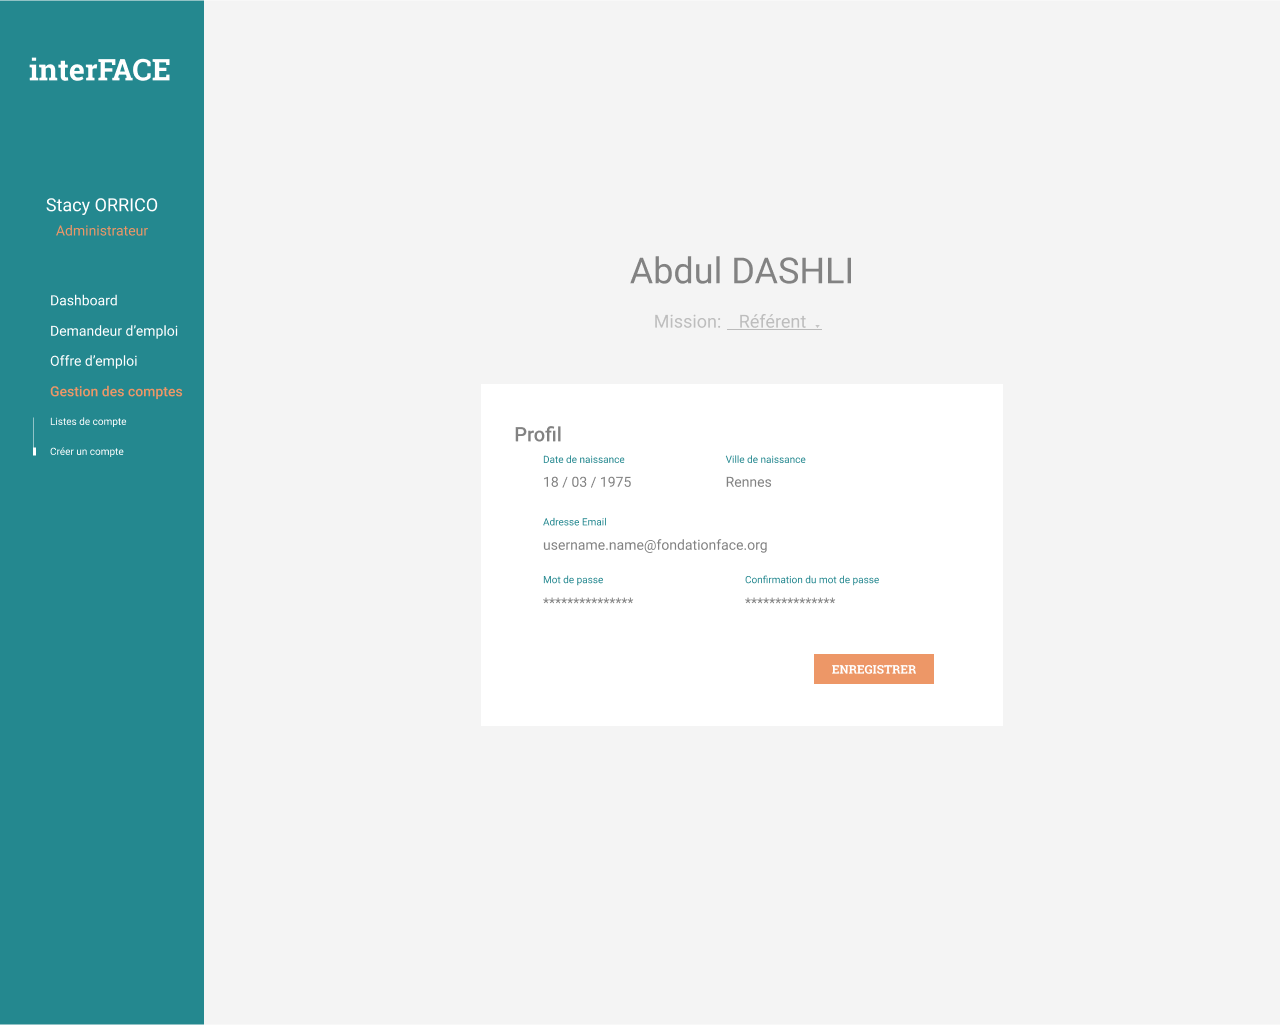 interFACE
Stacy ORRICO
Administrateur
Dashboard
Demandeur d'emploi
Offre d'emploi
Gestion des comptes
Listes de compte
Créer un compte
Abdul DASHLI
Mission: Référent
Profil
Date de naissance Ville de naissance
18 / 03 / 1975 Rennes
Adresse Email
username.name@fondationface.org
Mot de passe Confirmation du mot de passe
*************** ***************
ENREGISTRER